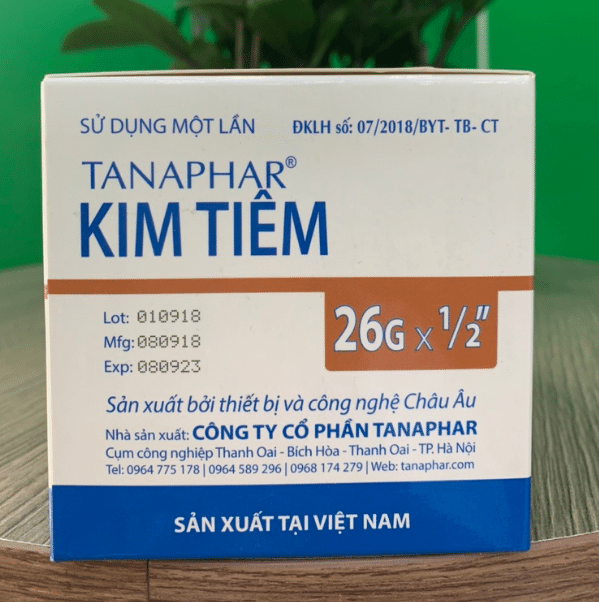 SỬ DỤNG MỘT LẦN ĐKLH số: 07/2018/BYT- TB- CT
TANAPHAR®
KIM TIÊM
26G x 1/2"
Lot: 010918
Mfg: 080918
Exp: 080923
Sản xuất bởi thiết bị và công nghệ Châu Âu
Nhà sản xuất: CÔNG TY CỔ PHẦN TANAPHAR
Cụm công nghiệp Thanh Oai - Bích Hòa - Thanh Oai - TP. Hà Nội
Tel: 0964 775 178 | 0964 589 296 | 0968 174 279 | Web: tanaphar.com
SẢN XUẤT TẠI VIỆT NAM